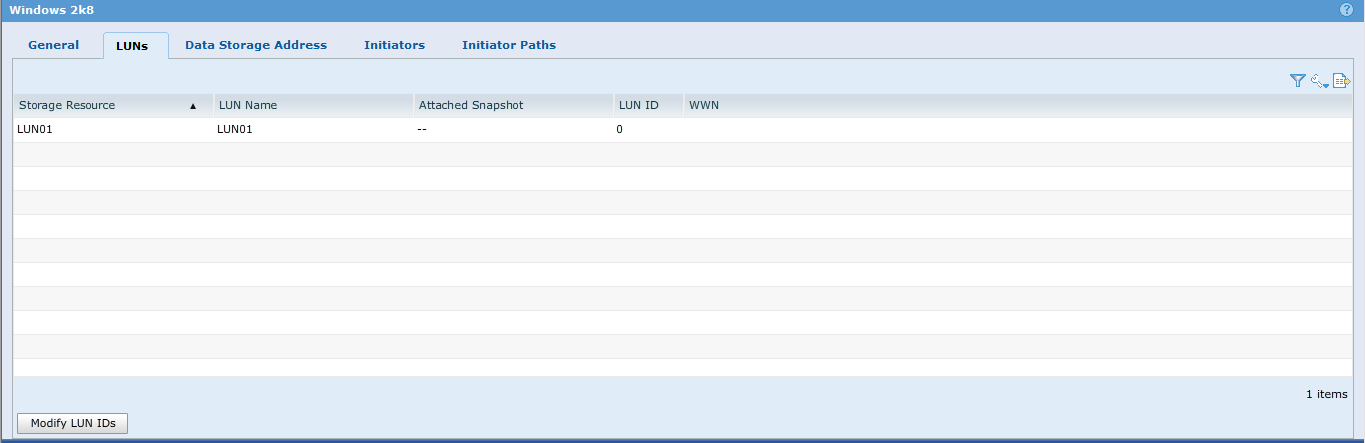 Windows 2k8
General LUNs Data Storage Address Initiators Initiator Paths
Storage Resource ▲ LUN Name Attached Snapshot LUN ID WWN
LUN01 LUN01 -- 0
1 items
Modify LUN IDs